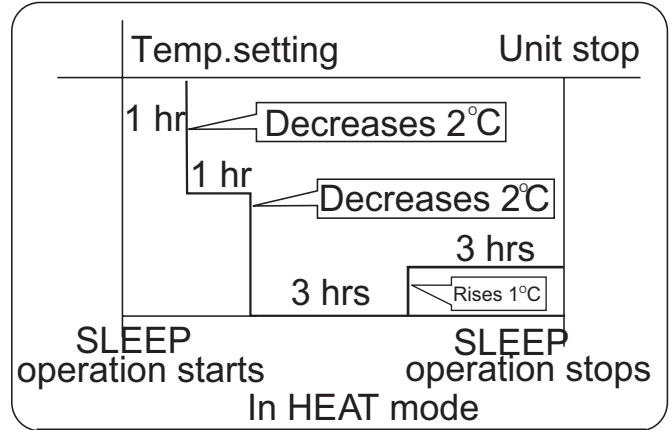 Temp.setting
Unit stop
1 hr
Decreases 2°C
1 hr
Decreases 2°C
3 hrs
3 hrs
Rises 1°C
SLEEP
operation starts
SLEEP
operation stops
In HEAT mode